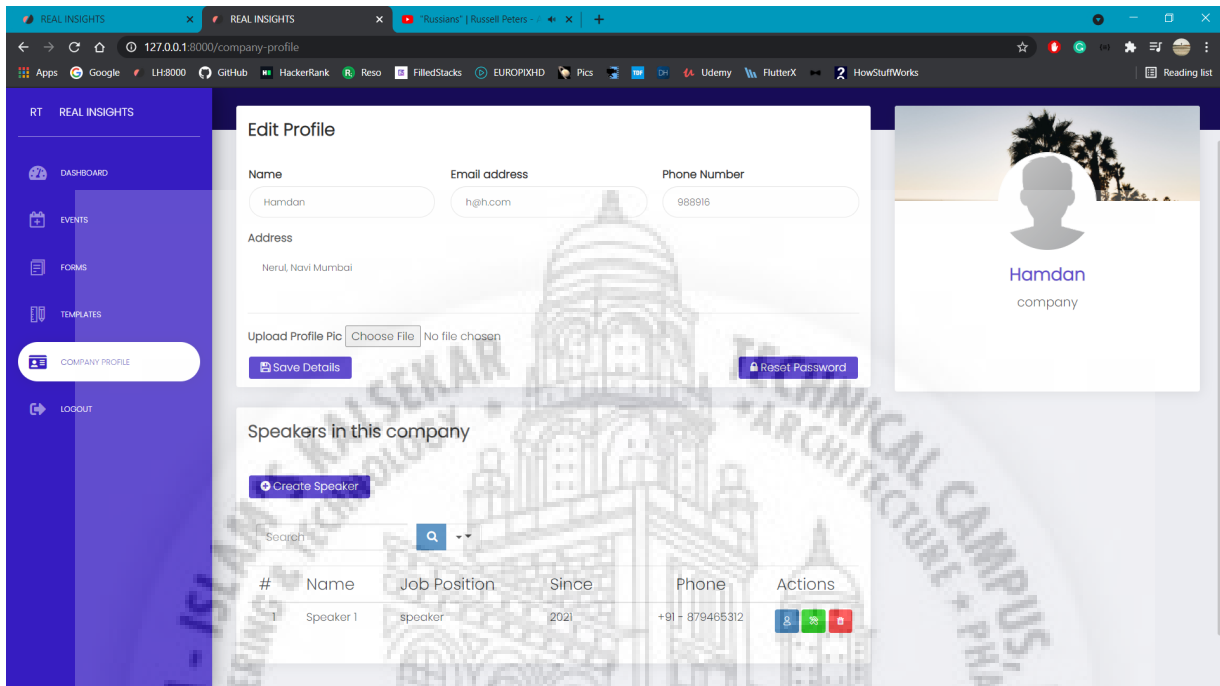 REAL INSIGHTS
REAL INSIGHTS
"Russians" | Russell Peters -
127.0.0.1:8000/company-profile
Apps Google LH:8000 GitHub HackerRank Reso FilledStacks EUROPIXHD Pics TDF DH Udemy FlutterX HowStuffWorks Reading list
RT REAL INSIGHTS
DASHBOARD
EVENTS
FORMS
TEMPLATES
COMPANY PROFILE
LOGOUT
Edit Profile
Name Email address Phone Number
Hamdan h@h.com 988916
Address
Nerul, Navi Mumbai
Upload Profile Pic Choose File No file chosen
Save Details Reset Password
Hamdan
company
Speakers in this company
Create Speaker
Search
# Name Job Position Since Phone Actions
1 Speaker 1 speaker 2021 +91 - 879465312
KALSEKAR TECHNICAL CAMPUS,
TECHNOLOGY * ARCHITECTURE *